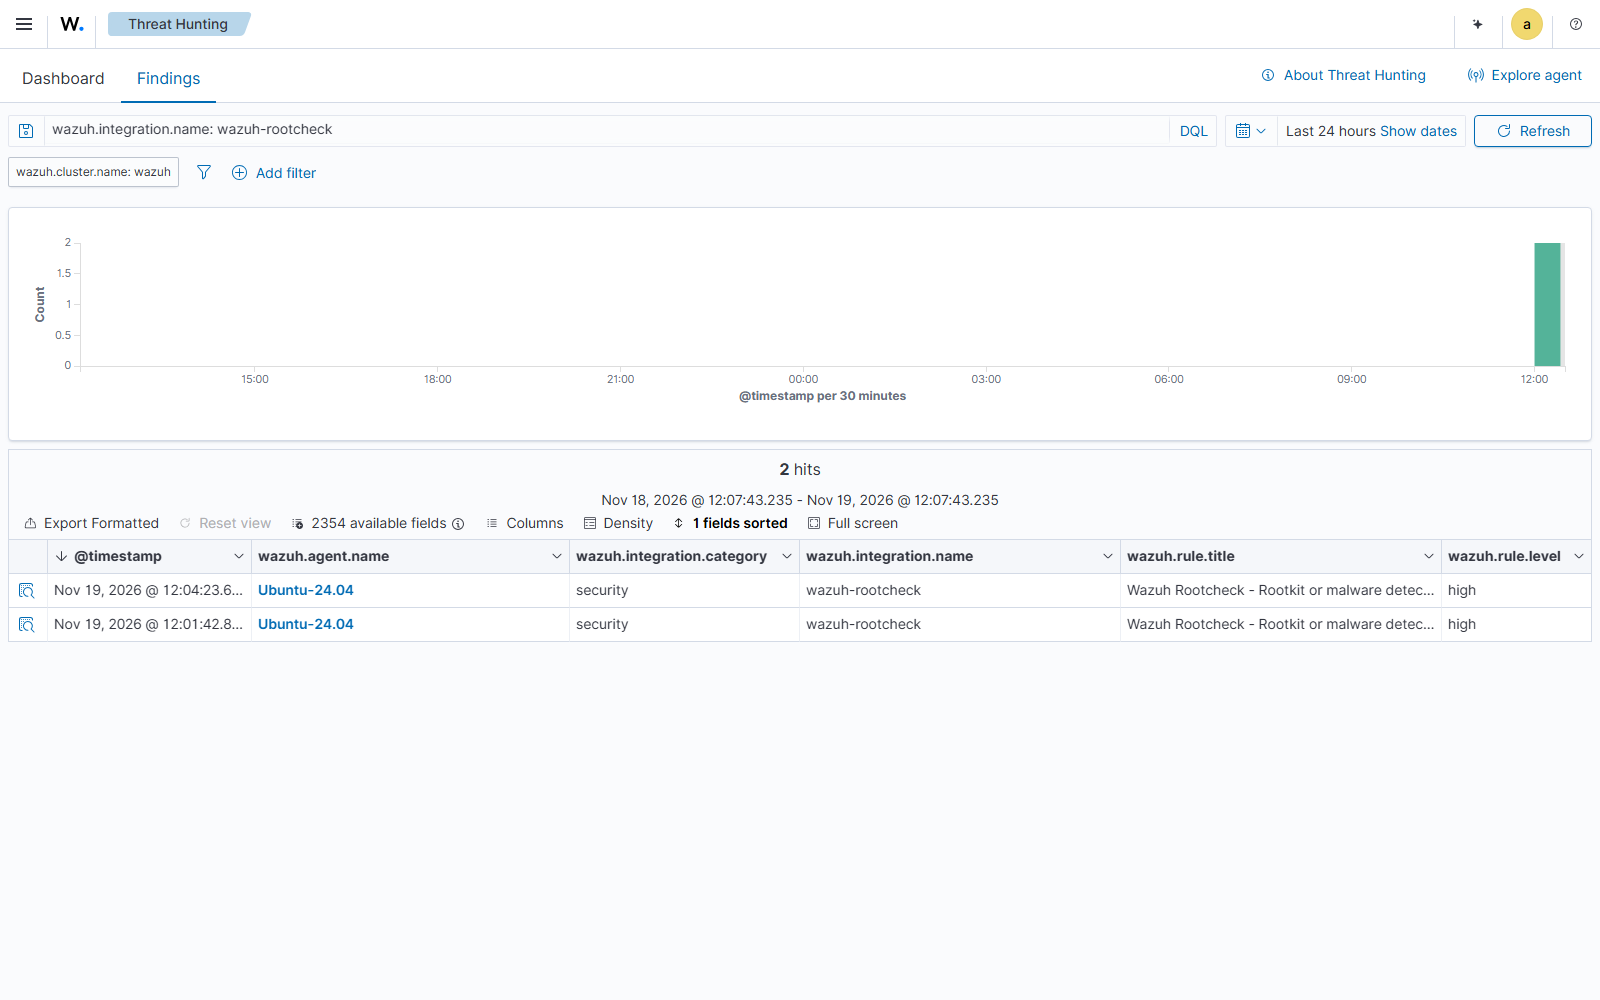 W. Threat Hunting a
Dashboard Findings About Threat Hunting Explore agent
wazuh.integration.name: wazuh-rootcheck DQL Last 24 hours Show dates Refresh
wazuh.cluster.name: wazuh Add filter
2
1.5
1
0.5
0
Count
15:00 18:00 21:00 00:00 03:00 06:00 09:00 12:00
@timestamp per 30 minutes
2 hits
Nov 18, 2026 @ 12:07:43.235 - Nov 19, 2026 @ 12:07:43.235
Export Formatted Reset view 2354 available fields Columns Density 1 fields sorted Full screen
@timestamp wazuh.agent.name wazuh.integration.category wazuh.integration.name wazuh.rule.title wazuh.rule.level
Nov 19, 2026 @ 12:04:23.6... Ubuntu-24.04 security wazuh-rootcheck Wazuh Rootcheck - Rootkit or malware detec... high
Nov 19, 2026 @ 12:01:42.8... Ubuntu-24.04 security wazuh-rootcheck Wazuh Rootcheck - Rootkit or malware detec... high